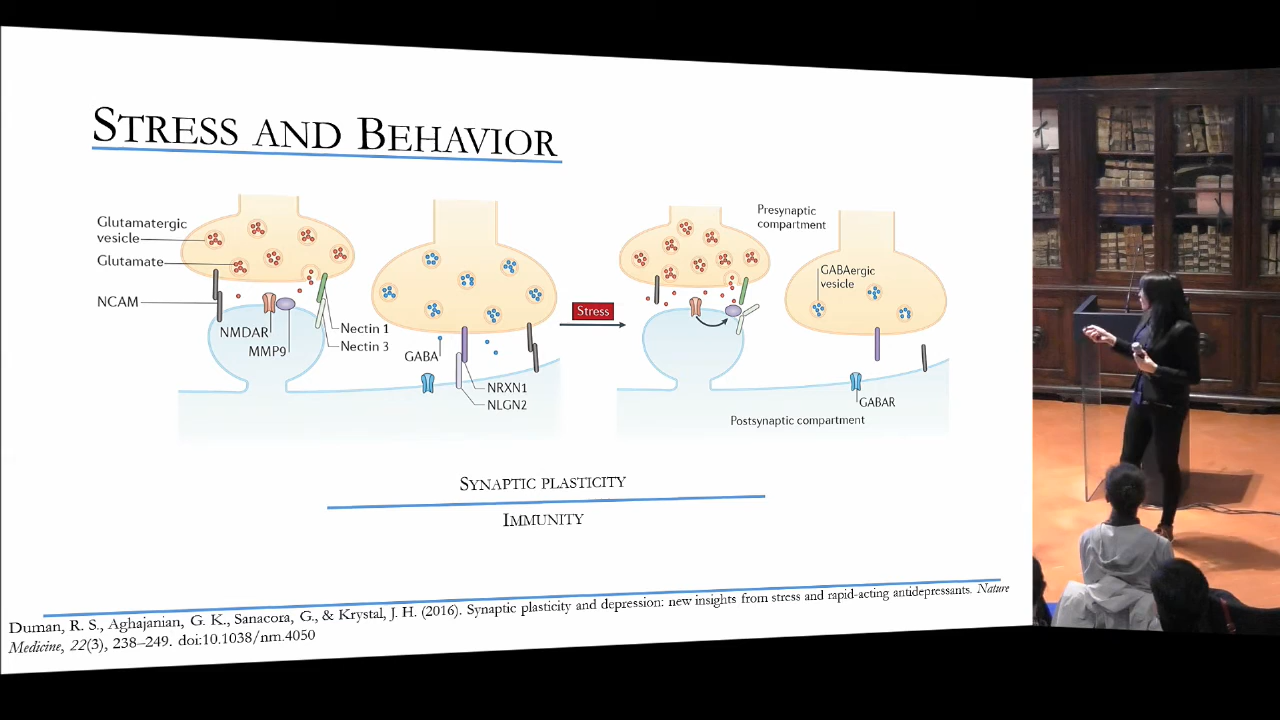 STRESS AND BEHAVIOR
Glutamatergic
vesicle
Glutamate
NCAM
NMDAR
MMP9
Nectin 1
Nectin 3
GABA
NRXN1
NLGN2
Stress
Presynaptic
compartment
GABAergic
vesicle
GABAR
Postsynaptic compartment
SYNAPTIC PLASTICITY
IMMUNITY
Duman, R. S., Aghajanian, G. K., Sanacora, G., & Krystal, J. H. (2016). Synaptic plasticity and depression: new insights from stress and rapid-acting antidepressants. Nature
Medicine, 22(3), 238–249. doi:10.1038/nm.4050